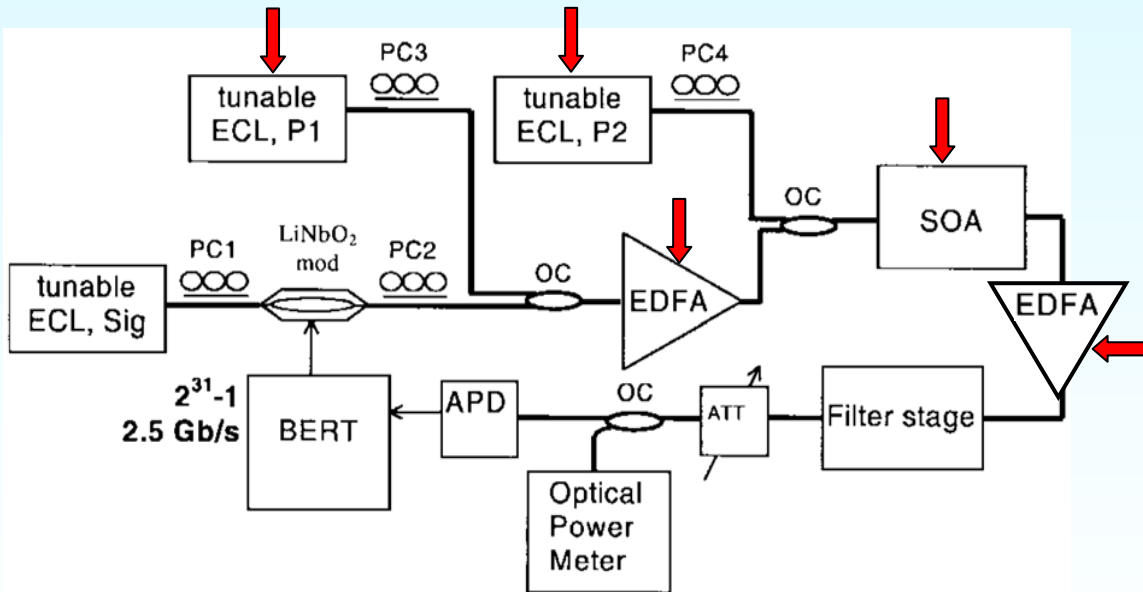 PC3
PC4
tunable
ECL, P1
tunable
ECL, P2
OC
SOA
PC1
LiNbO2
mod
PC2
OC
EDFA
EDFA
tunable
ECL, Sig
2^31-1
2.5 Gb/s
BERT
APD
OC
ATT
Filter stage
Optical
Power
Meter